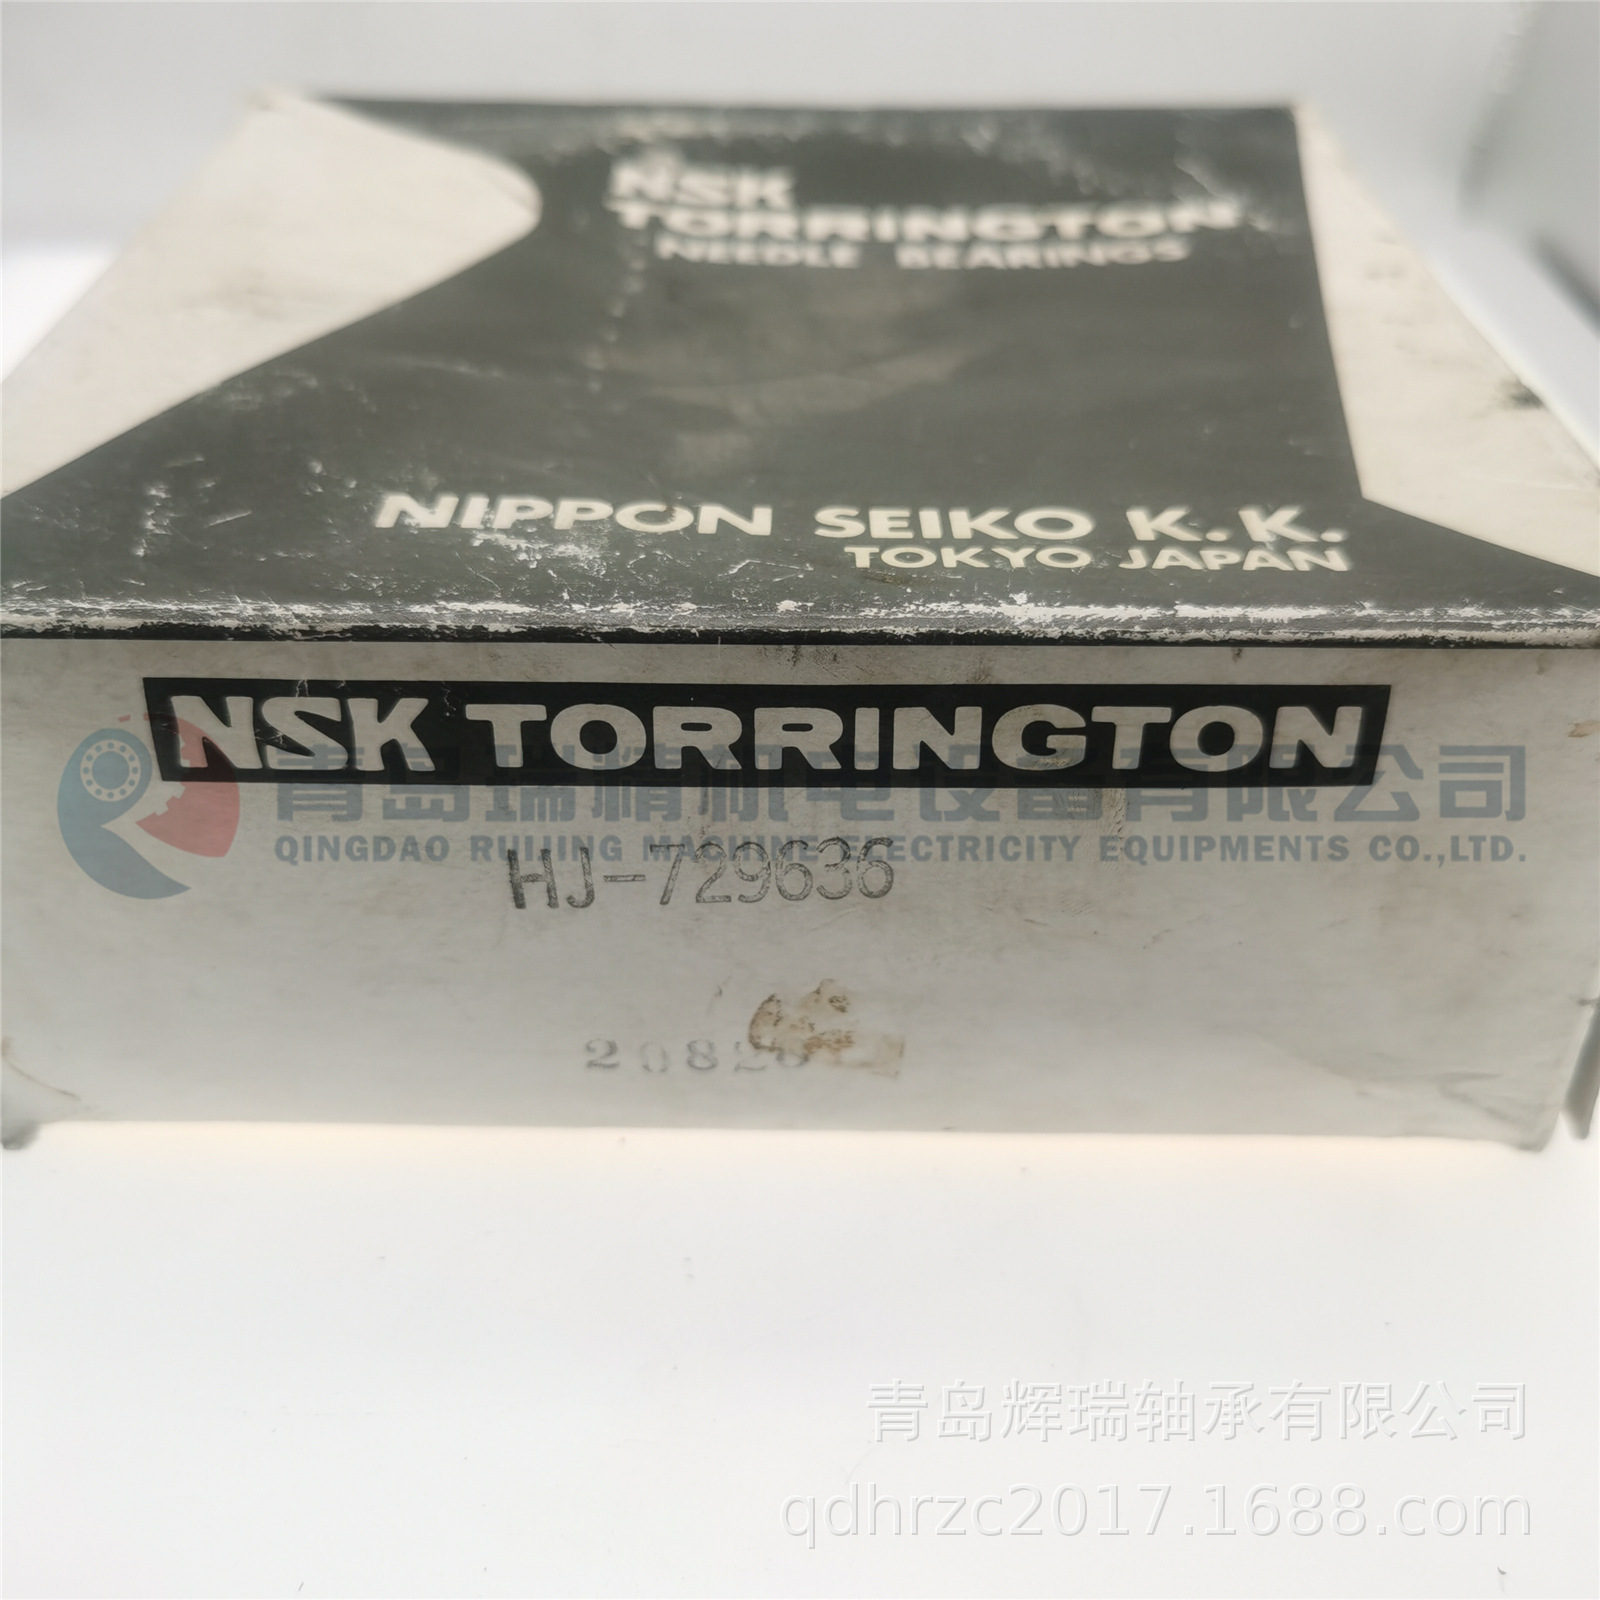 NSK
TORRINGTON
NEEDLE BEARINGS
NIPPON SEIKO K.K.
TOKYO JAPAN
NSK TORRINGTON
青岛瑞精机电设备有限公司
QINGDAO RUIJING MACHINE ELECTRICITY EQUIPMENTS CO.,LTD.
HJ-729636
青岛辉瑞轴承有限公司
qdhrzc2017.1688.com